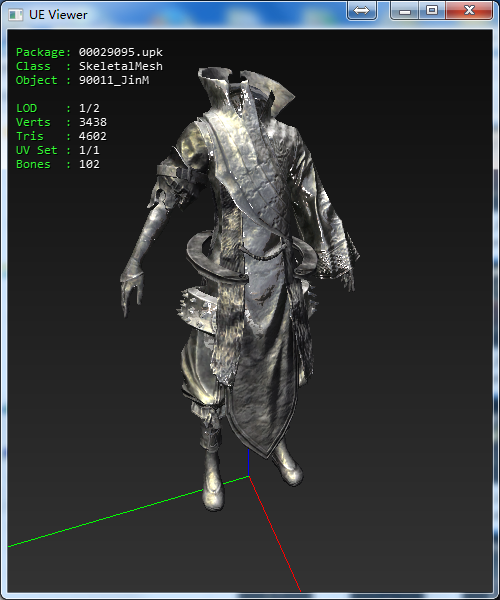 UE Viewer
Package: 00029095.upk
Class  : SkeletalMesh
Object : 90011_JinM
LOD    : 1/2
Verts  : 3438
Tris   : 4602
UV Set : 1/1
Bones  : 102